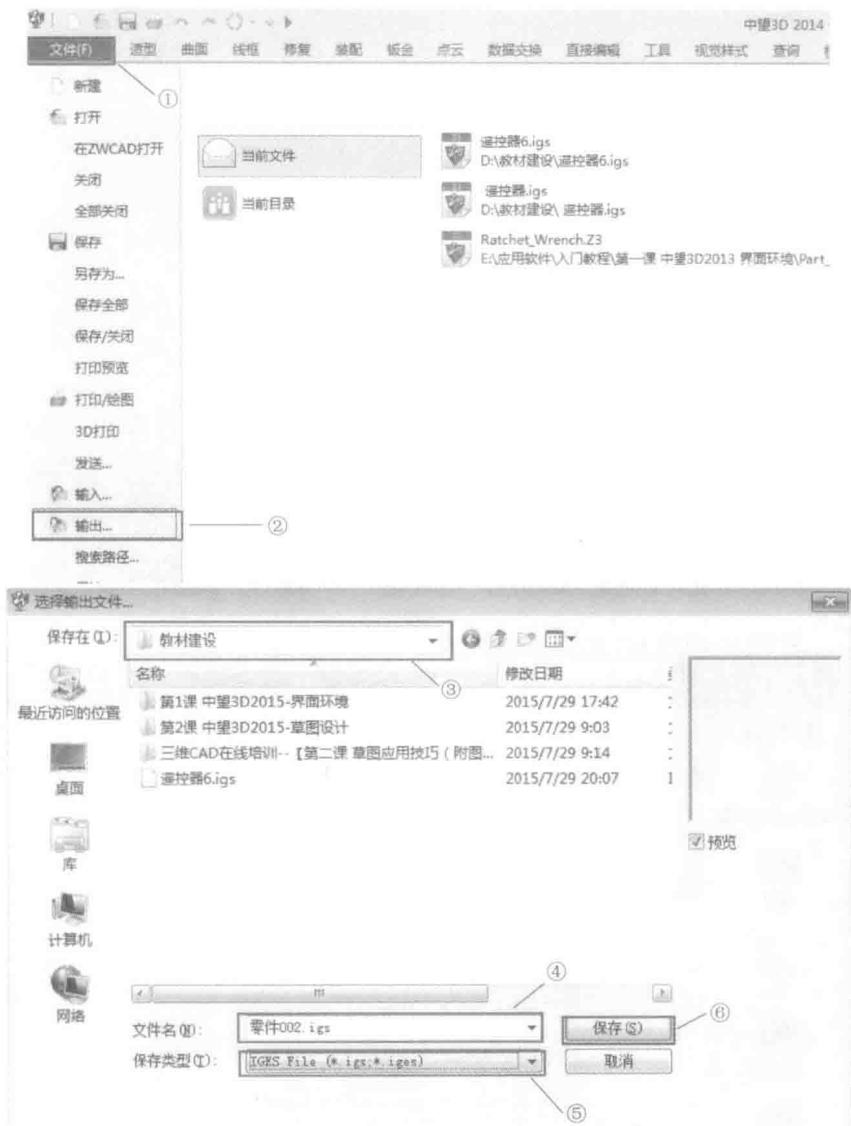 中望3D 2014
文件(F) 造型 曲面 线框 修复 装配 钣金 点云 数据交换 直接编辑 工具 视觉样式 查询
①
新建
打开
在ZWCAD打开
关闭
全部关闭
保存
另存为...
保存全部
保存/关闭
打印预览
打印/绘图
3D打印
发送...
输入...
输出...
②
搜索路径...
当前文件
当前目录
遥控器6.igs
D:\教材建设\遥控器6.igs
遥控器.igs
D:\教材建设\ 遥控器.igs
Ratchet_Wrench.Z3
E:\应用软件\入门教程\第一课 中望3D2013 界面环境\Part_
选择输出文件...
保存在(I): 教材建设
③
名称 修改日期
第1课 中望3D2015-界面环境 2015/7/29 17:42
第2课 中望3D2015-草图设计 2015/7/29 9:03
三维CAD在线培训--【第二课 草图应用技巧(附图... 2015/7/29 9:14
遥控器6.igs 2015/7/29 20:07
最近访问的位置
桌面
库
计算机
网络
预览
④
文件名(N): 零件002.igs 保存(S)
⑥
保存类型(T): IGES File (*.igs;*.iges) 取消
⑤